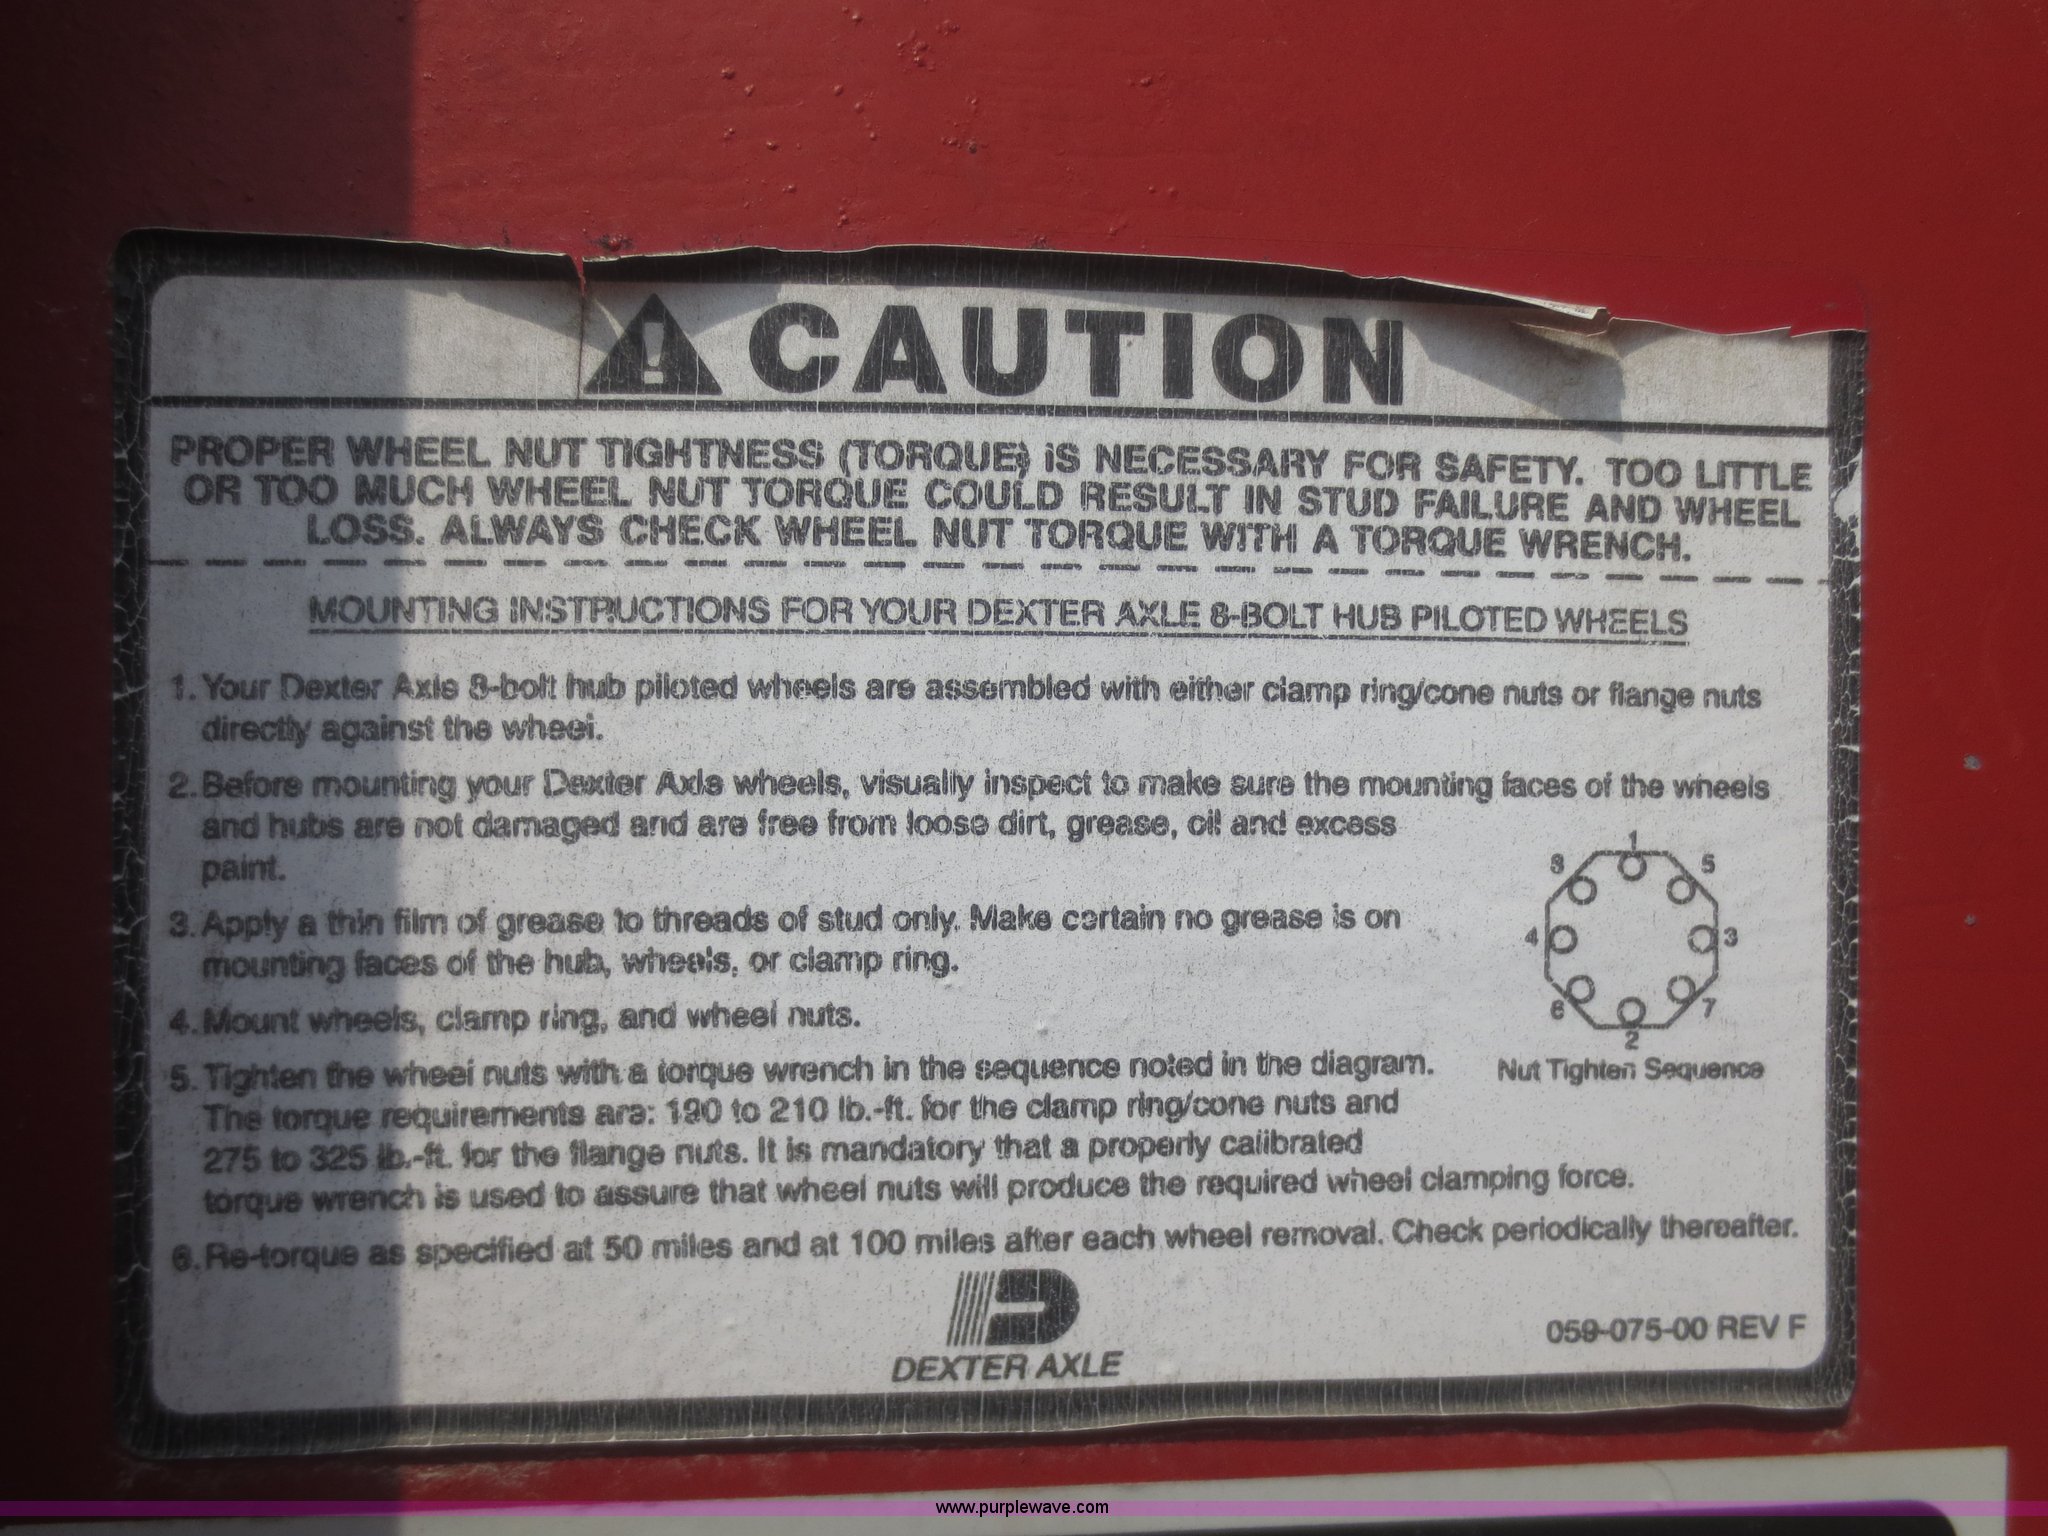 CAUTION
PROPER WHEEL NUT TIGHTNESS (TORQUE) IS NECESSARY FOR SAFETY. TOO LITTLE
OR TOO MUCH WHEEL NUT TORQUE COULD RESULT IN STUD FAILURE AND WHEEL
LOSS. ALWAYS CHECK WHEEL NUT TORQUE WITH A TORQUE WRENCH.
MOUNTING INSTRUCTIONS FOR YOUR DEXTER AXLE 8-BOLT HUB PILOTED WHEELS
1. Your Dexter Axle 8-bolt hub piloted wheels are assembled with either clamp ring/cone nuts or flange nuts
directly against the wheel.
2. Before mounting your Dexter Axle wheels, visually inspect to make sure the mounting faces of the wheels
and hubs are not damaged and are free from loose dirt, grease, oil and excess
paint.
3. Apply a thin film of grease to threads of stud only. Make certain no grease is on
mounting faces of the hub, wheels, or clamp ring.
4. Mount wheels, clamp ring, and wheel nuts.
5. Tighten the wheel nuts with a torque wrench in the sequence noted in the diagram.
The torque requirements are: 190 to 210 lb.-ft. for the clamp ring/cone nuts and
275 to 325 lb.-ft. for the flange nuts. It is mandatory that a properly calibrated
torque wrench is used to assure that wheel nuts will produce the required wheel clamping force.
6. Re-torque as specified at 50 miles and at 100 miles after each wheel removal. Check periodically thereafter.
1
8 5
4 3
6 7
2
Nut Tighten Sequence
DEXTER AXLE
059-075-00 REV F
www.purplewave.com